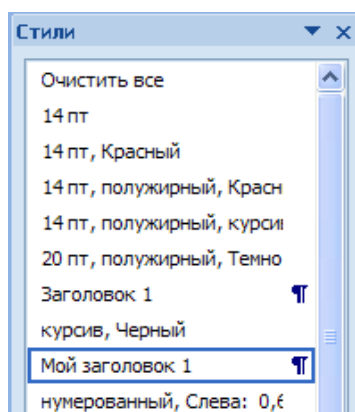 Стили
Очистить все
14 пт
14 пт, Красный
14 пт, полужирный, Красн
14 пт, полужирный, курси
20 пт, полужирный, Темно
Заголовок 1 ¶
курсив, Черный
Мой заголовок 1 ¶
нумерованный, Слева: 0,6